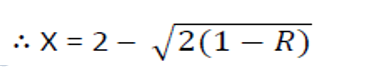 ∴ X = 2 − √2(1 − R)